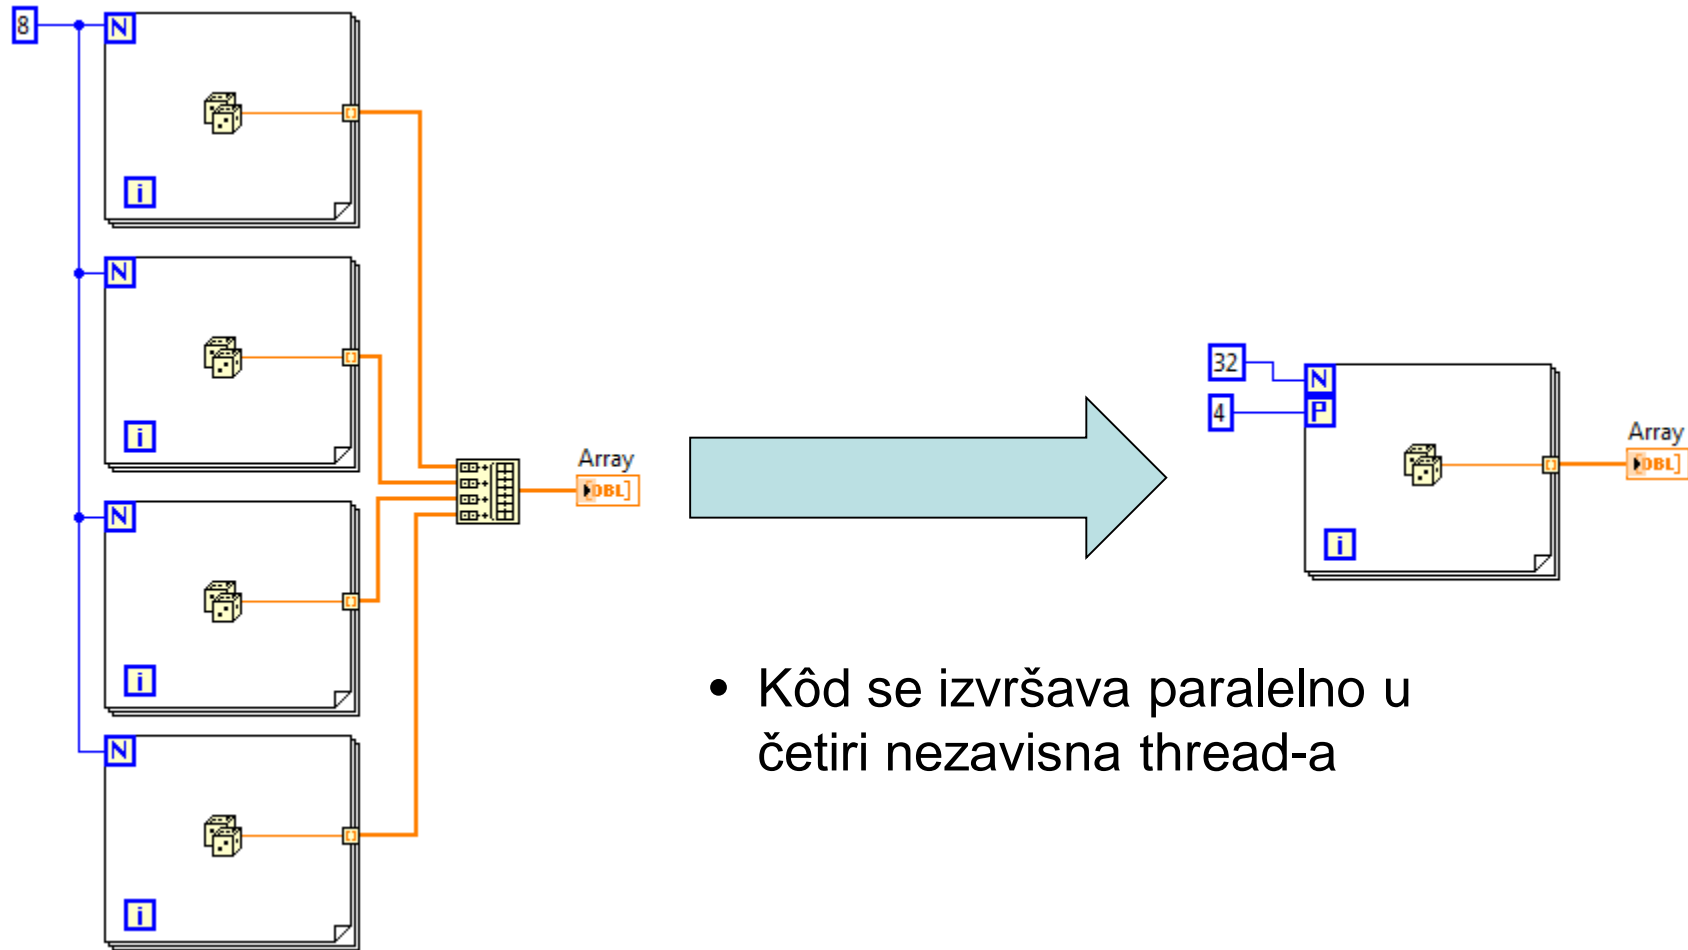 8
N
i
N
i
N
i
N
i
Array
DBL]
32
N
4
P
i
Array
DBL]
• Kôd se izvršava paralelno u
četiri nezavisna thread-a